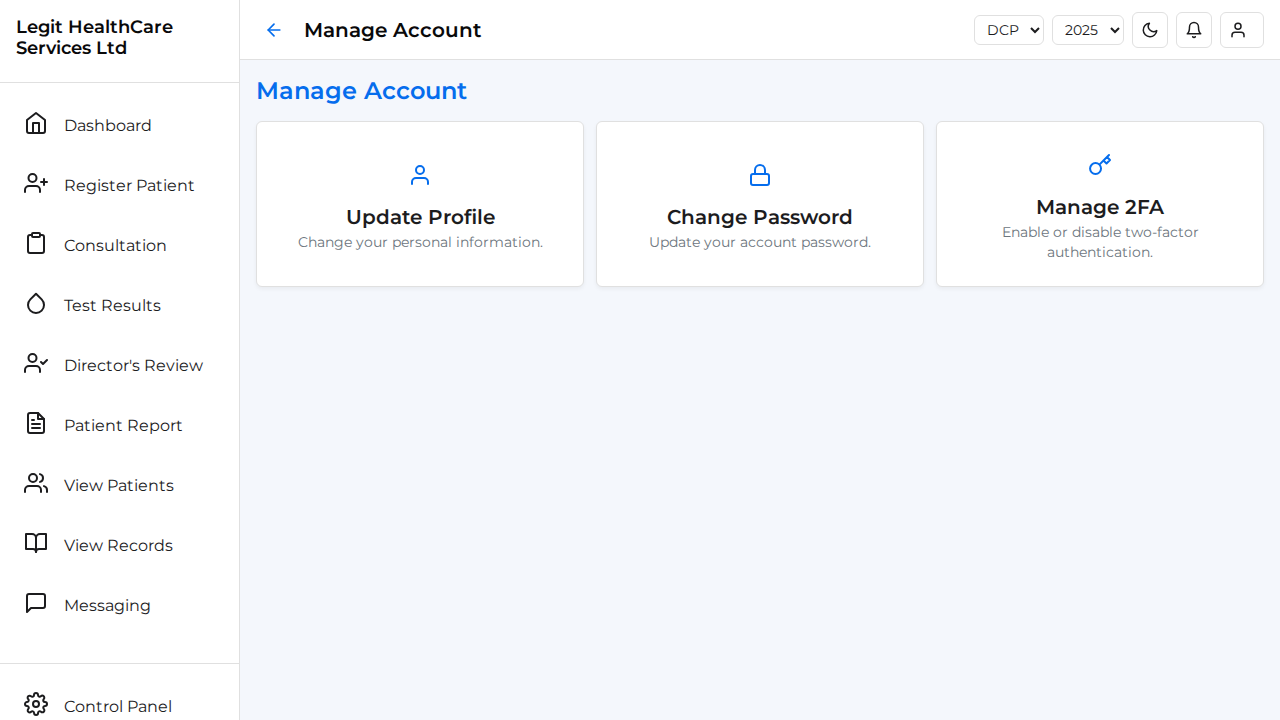 Legit HealthCare
Services Ltd
Dashboard
Register Patient
Consultation
Test Results
Director's Review
Patient Report
View Patients
View Records
Messaging
Control Panel
Manage Account
DCP
2025
Manage Account
Update Profile
Change your personal information.
Change Password
Update your account password.
Manage 2FA
Enable or disable two-factor
authentication.